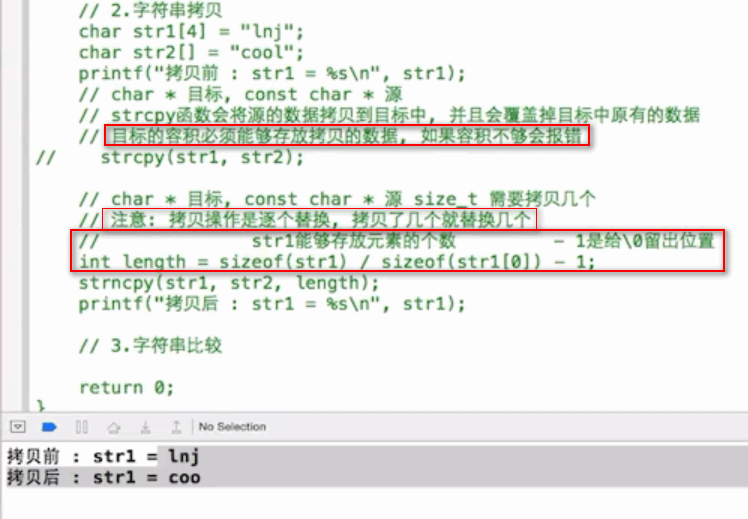 // 2.字符串拷贝
char str1[4] = "lnj";
char str2[] = "cool";
printf("拷贝前 : str1 = %s\n", str1);
// char * 目标, const char * 源
// strcpy函数会将源的数据拷贝到目标中, 并且会覆盖掉目标中原有的数据
// 目标的容积必须能够存放拷贝的数据, 如果容积不够会报错
// strcpy(str1, str2);
// char * 目标, const char * 源 size_t 需要拷贝几个
// 注意: 拷贝操作是逐个替换, 拷贝了几个就替换几个
// str1能够存放元素的个数 - 1是给\0留出位置
int length = sizeof(str1) / sizeof(str1[0]) - 1;
strncpy(str1, str2, length);
printf("拷贝后 : str1 = %s\n", str1);
// 3.字符串比较
return 0;
}
No Selection
拷贝前 : str1 = lnj
拷贝后 : str1 = coo